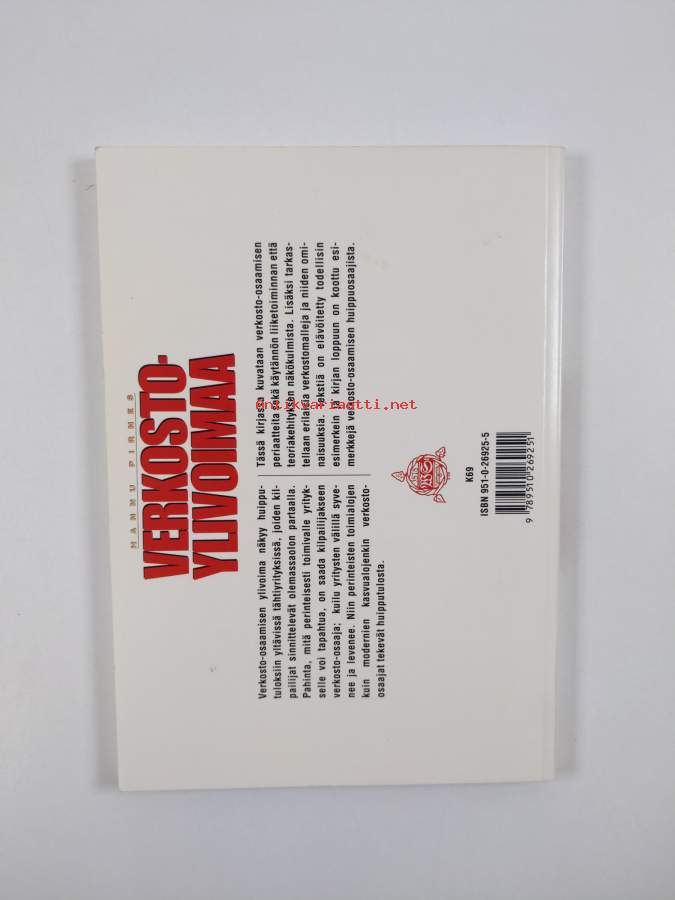 HANNU PIRNES
VERKOSTO-
YLIVOIMAA
Verkosto-osaamisen ylivoima näkyy huippu-
tuloksiin yltävissä tähtiyrityksissä, joiden kil-
pailijat sinnittelevät olemassaolon partaalla.
Pahinta, mitä perinteisesti toimivalle yrityk-
selle voi tapahtua, on saada kilpailijakseen
verkosto-osaaja; kuilu yritysten välillä syve-
nee ja levenee. Niin perinteisten toimialojen
kuin modernien kasvualojenkin verkosto-
osaajat tekevät huipputulosta.
Tässä kirjassa kuvataan verkosto-osaamisen
periaatteita sekä käytännön liiketoiminnan että
teoriakehityksen näkökulmista. Lisäksi tarkas-
tellaan erilaisia verkostomalleja ja niiden omi-
naisuuksia. Tekstiä on elävöitetty todellisin
esimerkein ja kirjan loppuun on koottu esi-
merkkejä verkosto-osaamisen huippuosaajista.
antikvariaatti.net
WS
K69
ISBN 951-0-26925-5
9 789510 269251